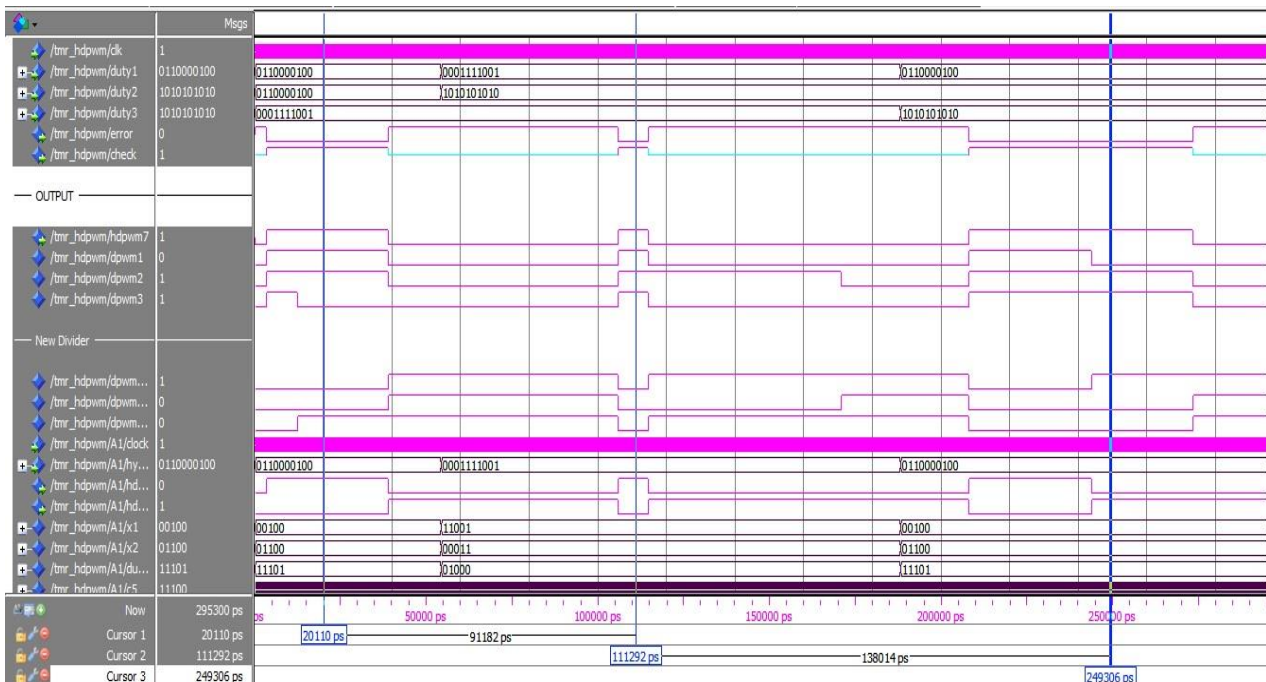 Msgs
/tmr_hdpwm/clk 1
/tmr_hdpwm/duty1 0110000100 0110000100 0001111001 0110000100
/tmr_hdpwm/duty2 1010101010 0110000100 1010101010
/tmr_hdpwm/duty3 1010101010 0001111001 1010101010
/tmr_hdpwm/error 0
/tmr_hdpwm/check 1
OUTPUT
/tmr_hdpwm/hdpwm7 1
/tmr_hdpwm/dpwm1 0
/tmr_hdpwm/dpwm2 1
/tmr_hdpwm/dpwm3 1
New Divider
/tmr_hdpwm/dpwm... 1
/tmr_hdpwm/dpwm... 0
/tmr_hdpwm/dpwm... 0
/tmr_hdpwm/A1/clock 1
/tmr_hdpwm/A1/hy... 0110000100 0110000100 0001111001 0110000100
/tmr_hdpwm/A1/hd... 0
/tmr_hdpwm/A1/hd... 1
/tmr_hdpwm/A1/x1 00100 00100 11001 00100
/tmr_hdpwm/A1/x2 01100 01100 00011 01100
/tmr_hdpwm/A1/du... 11101 11101 01000 11101
/tmr_hdpwm/A1/c5 11100
Now 295300 ps ps 50000 ps 100000 ps 150000 ps 200000 ps 250000 ps
Cursor 1 20110 ps 20110 ps 91182 ps
Cursor 2 111292 ps 111292 ps 138014 ps
Cursor 3 249306 ps 249306 ps